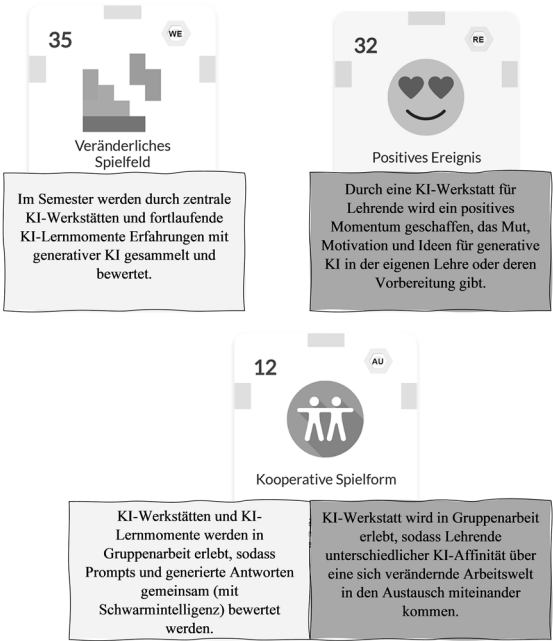 35
WE
Veränderliches
Spielfeld
Im Semester werden durch zentrale
KI-Werkstätten und fortlaufende
KI-Lernmomente Erfahrungen mit
generativer KI gesammelt und
bewertet.
32
RE
Positives Ereignis
Durch eine KI-Werkstatt für
Lehrende wird ein positives
Momentum geschaffen, das Mut,
Motivation und Ideen für generative
KI in der eigenen Lehre oder deren
Vorbereitung gibt.
12
AU
Kooperative Spielform
KI-Werkstätten und KI-
Lernmomente werden in
Gruppenarbeit erlebt, sodass
Prompts und generierte Antworten
gemeinsam (mit
Schwarmintelligenz) bewertet
werden.
KI-Werkstatt wird in Gruppenarbeit
erlebt, sodass Lehrende
unterschiedlicher KI-Affinität über
eine sich verändernde Arbeitswelt
in den Austausch miteinander
kommen.